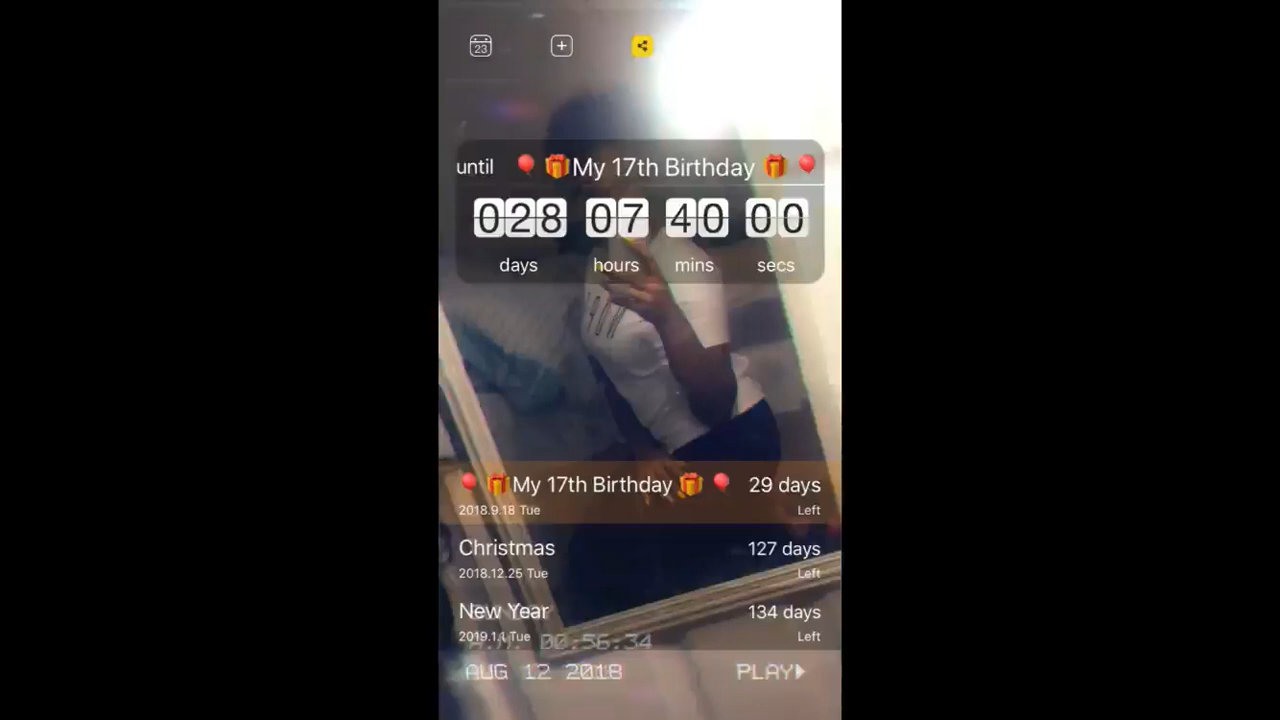 23
until 🎈 🎁My 17th Birthday 🎁 🎈
028 07 40 00
days hours mins secs
🎈 🎁My 17th Birthday 🎁 🎈 29 days
2018.9.18 Tue Left
Christmas 127 days
2018.12.25 Tue Left
New Year 134 days
2019.1.1 Tue Left
A.M. 00:56:34
AUG 12 2018 PLAY